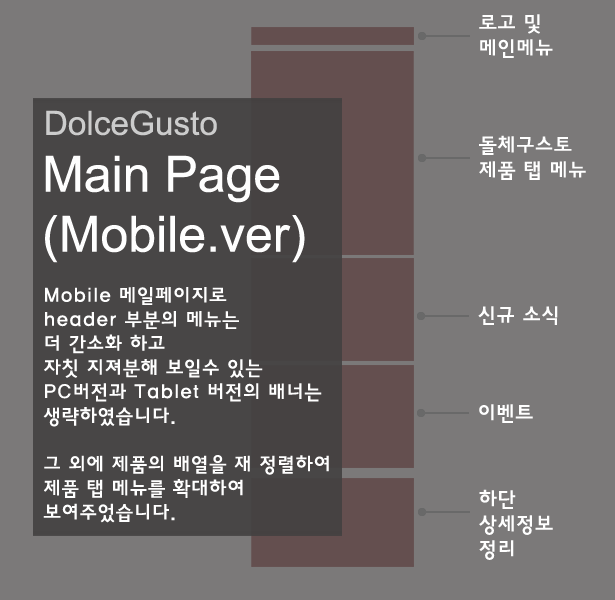 로고 및
메인메뉴
DolceGusto
Main Page
(Mobile.ver)
Mobile 메일페이지로
header 부분의 메뉴는
더 간소화 하고
자칫 지져분해 보일수 있는
PC버전과 Tablet 버전의 배너는
생략하였습니다.
그 외에 제품의 배열을 재 정렬하여
제품 탭 메뉴를 확대하여
보여주었습니다.
돌체구스토
제품 탭 메뉴
신규 소식
이벤트
하단
상세정보
정리